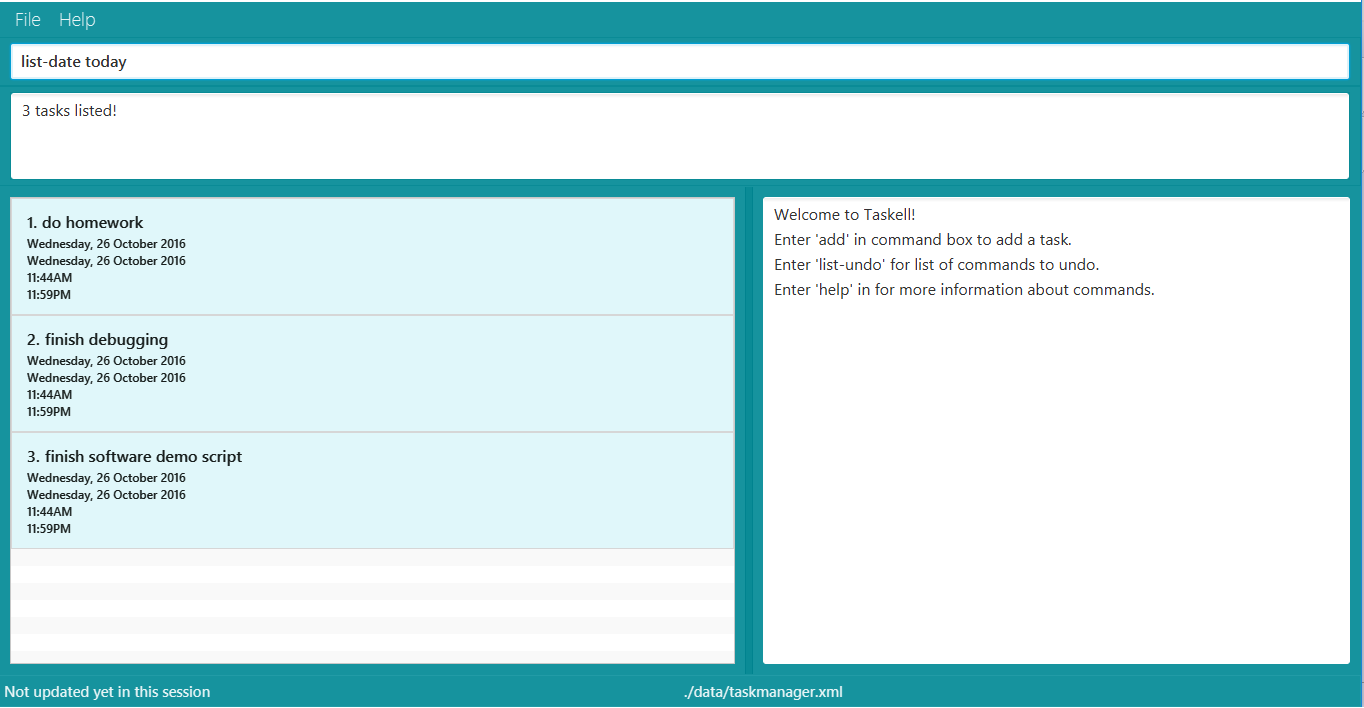 File Help
list-date today
3 tasks listed!
1. do homework
Wednesday, 26 October 2016
Wednesday, 26 October 2016
11:44AM
11:59PM
2. finish debugging
Wednesday, 26 October 2016
Wednesday, 26 October 2016
11:44AM
11:59PM
3. finish software demo script
Wednesday, 26 October 2016
Wednesday, 26 October 2016
11:44AM
11:59PM
Welcome to Taskell!
Enter 'add' in command box to add a task.
Enter 'list-undo' for list of commands to undo.
Enter 'help' in for more information about commands.
Not updated yet in this session
./data/taskmanager.xml